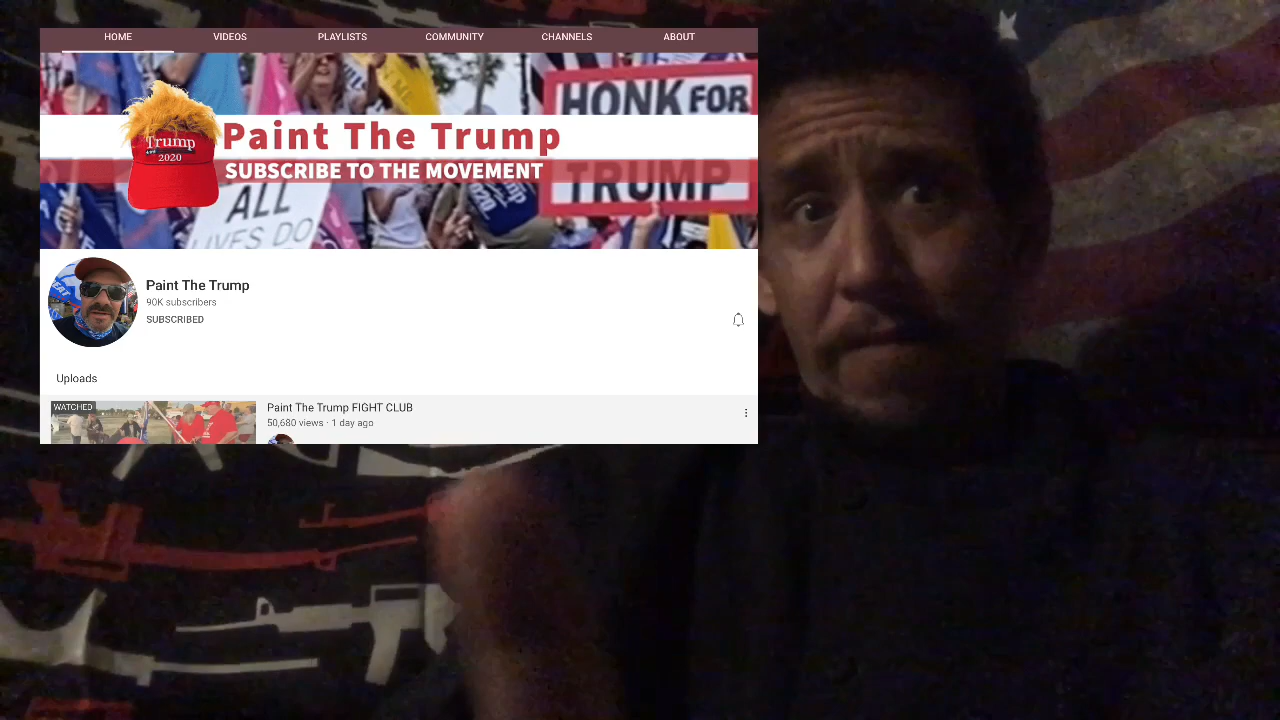 HOME VIDEOS PLAYLISTS COMMUNITY CHANNELS ABOUT
HONK FOR
TRUMP
Trump
2020
Paint The Trump
SUBSCRIBE TO THE MOVEMENT
ALL
LIVES DO
Paint The Trump
90K subscribers
SUBSCRIBED
Uploads
WATCHED
Paint The Trump FIGHT CLUB
50,680 views · 1 day ago